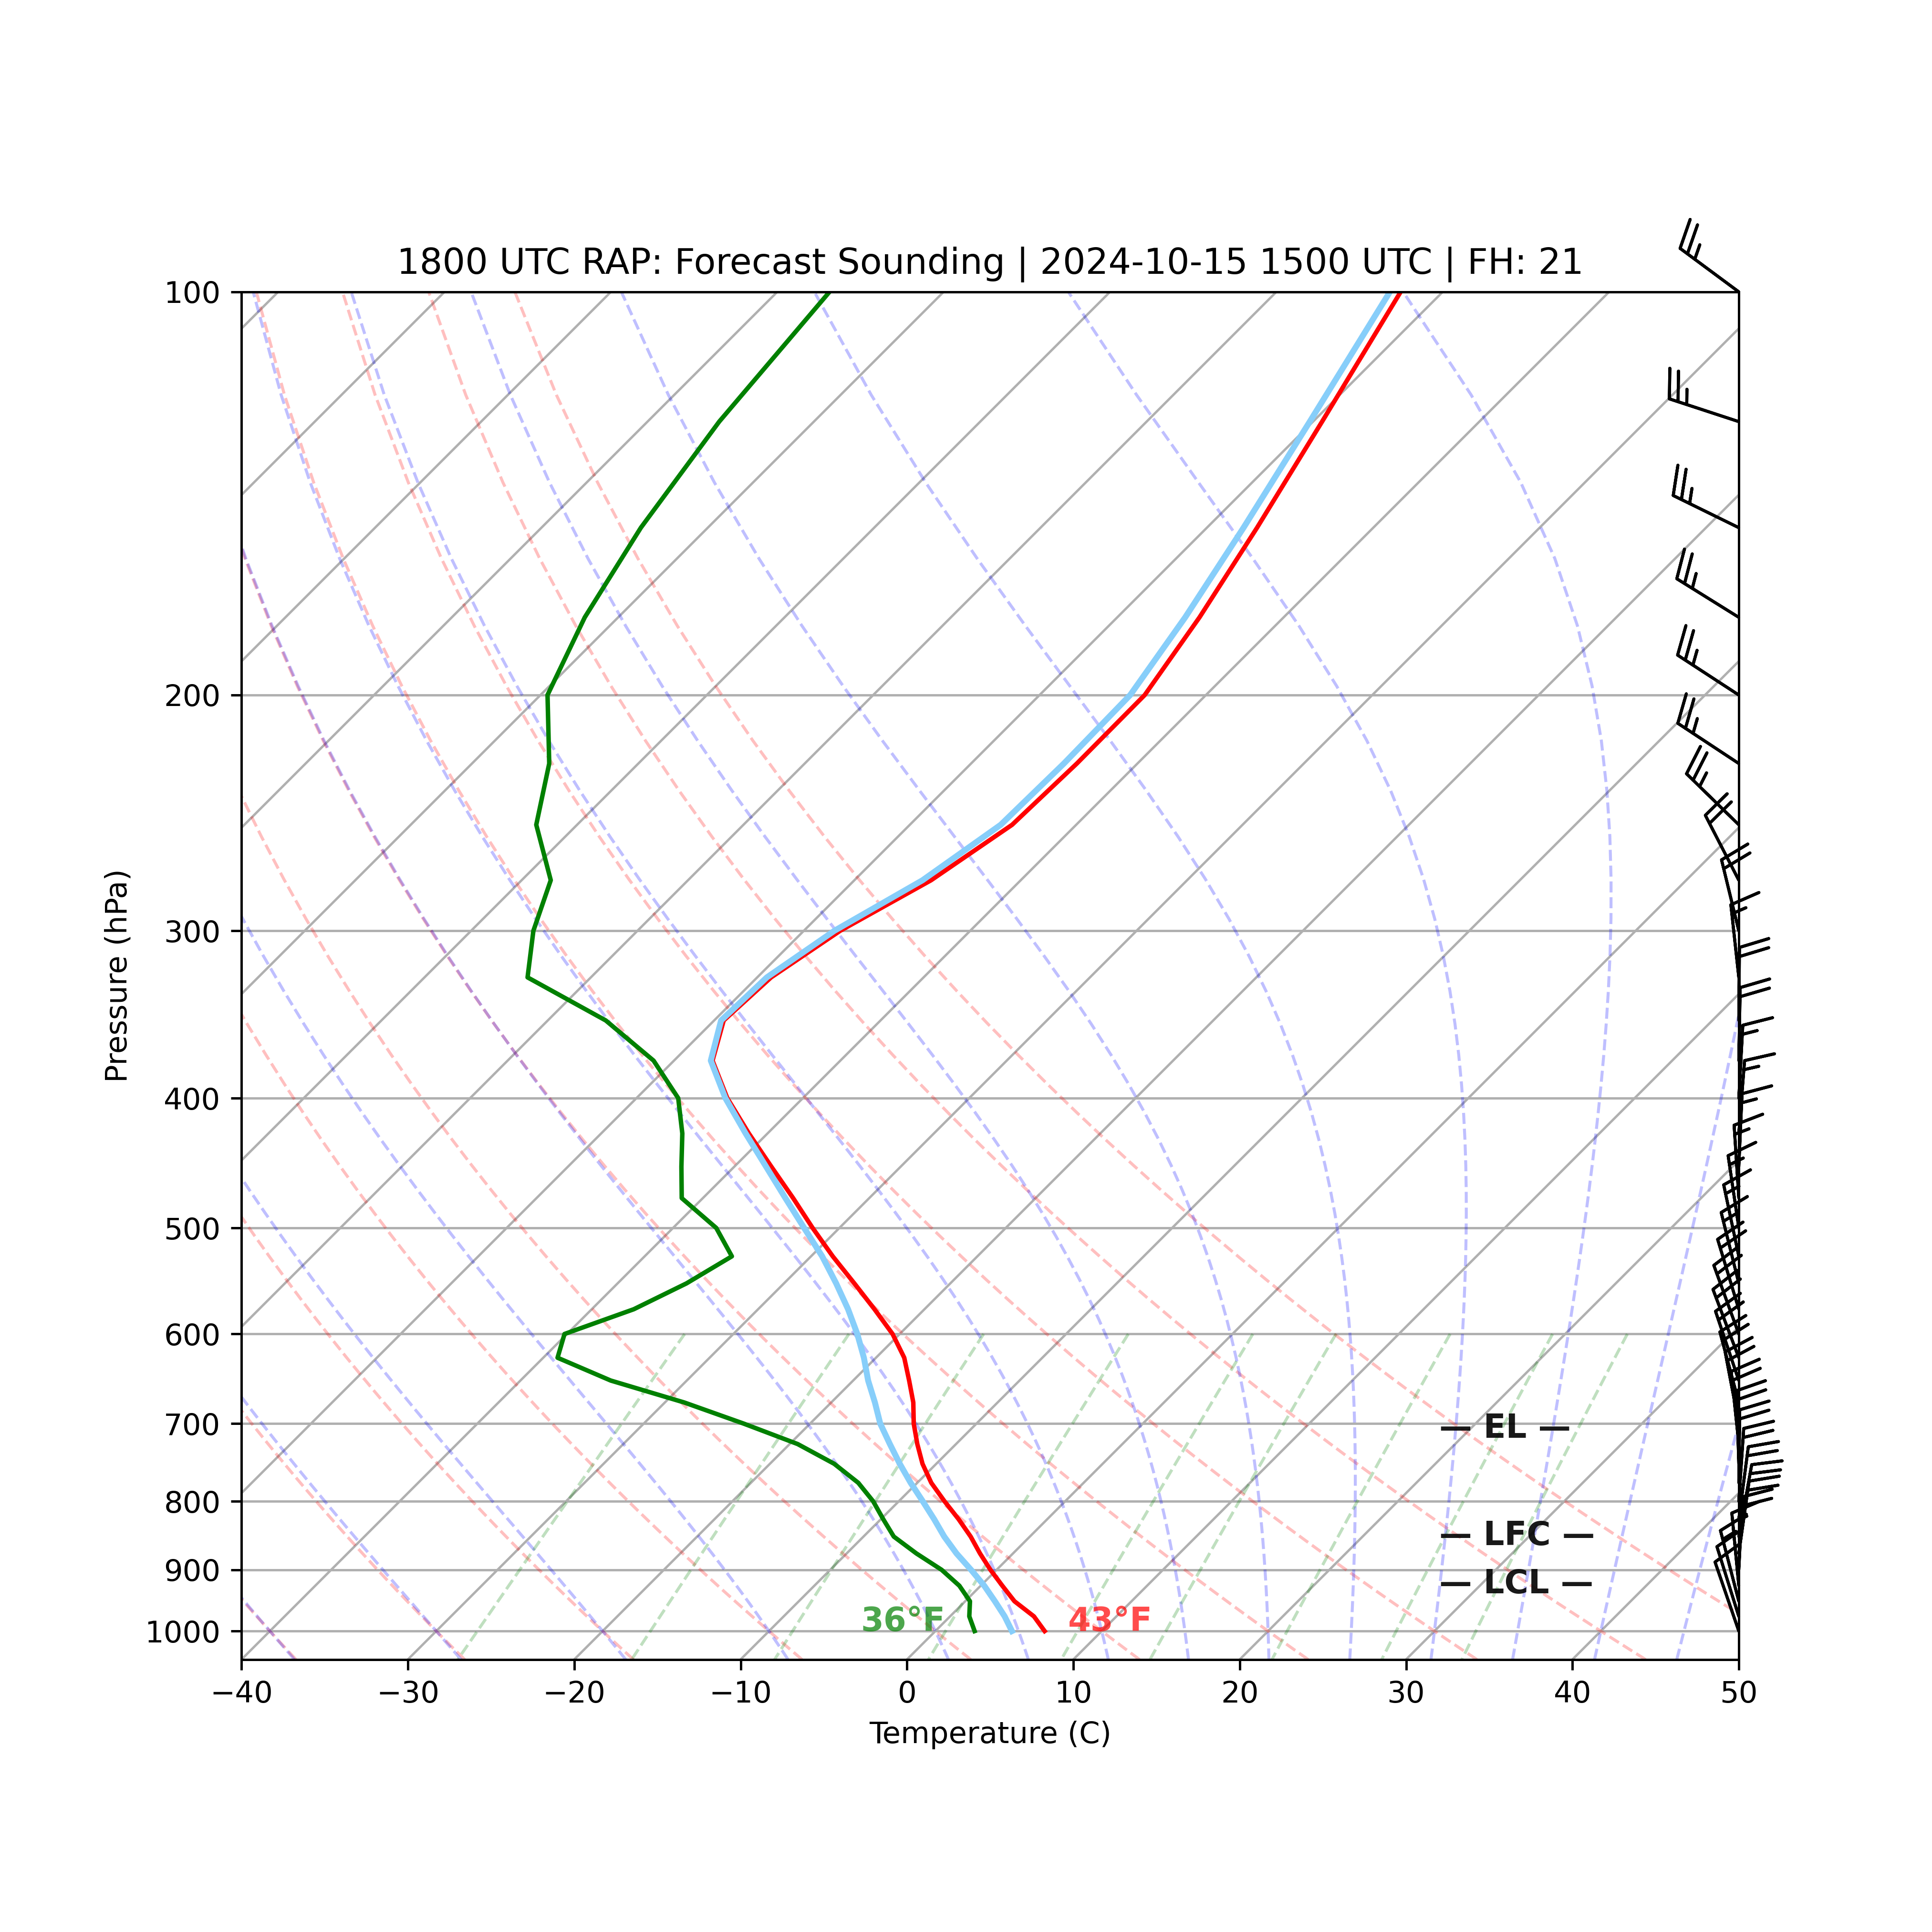 1800 UTC RAP: Forecast Sounding | 2024-10-15 1500 UTC | FH: 21
100
200
300
400
500
600
700
800
900
1000
Pressure (hPa)
— EL —
— LFC —
— LCL —
36°F
43°F
−40 −30 −20 −10 0 10 20 30 40 50
Temperature (C)